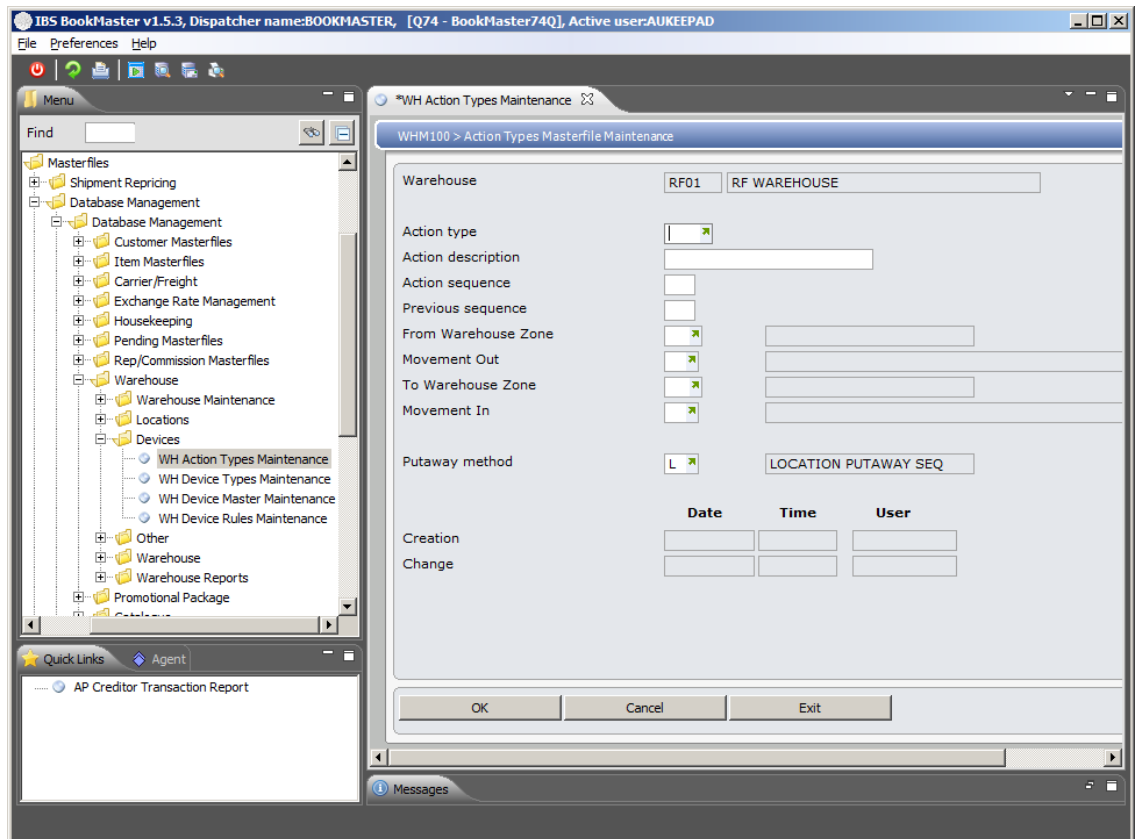 IBS BookMaster v1.5.3, Dispatcher name:BOOKMASTER, [Q74 - BookMaster74Q], Active user:AUKEEPAD
File Preferences Help
Menu
Find
Masterfiles
Shipment Repricing
Database Management
Database Management
Customer Masterfiles
Item Masterfiles
Carrier/Freight
Exchange Rate Management
Housekeeping
Pending Masterfiles
Rep/Commission Masterfiles
Warehouse
Warehouse Maintenance
Locations
Devices
WH Action Types Maintenance
WH Device Types Maintenance
WH Device Master Maintenance
WH Device Rules Maintenance
Other
Warehouse
Warehouse Reports
Promotional Package
Catalogue
Quick Links Agent
AP Creditor Transaction Report
*WH Action Types Maintenance
WHM100 > Action Types Masterfile Maintenance
Warehouse RF01 RF WAREHOUSE
Action type
Action description
Action sequence
Previous sequence
From Warehouse Zone
Movement Out
To Warehouse Zone
Movement In
Putaway method L LOCATION PUTAWAY SEQ
Date Time User
Creation
Change
OK Cancel Exit
Messages